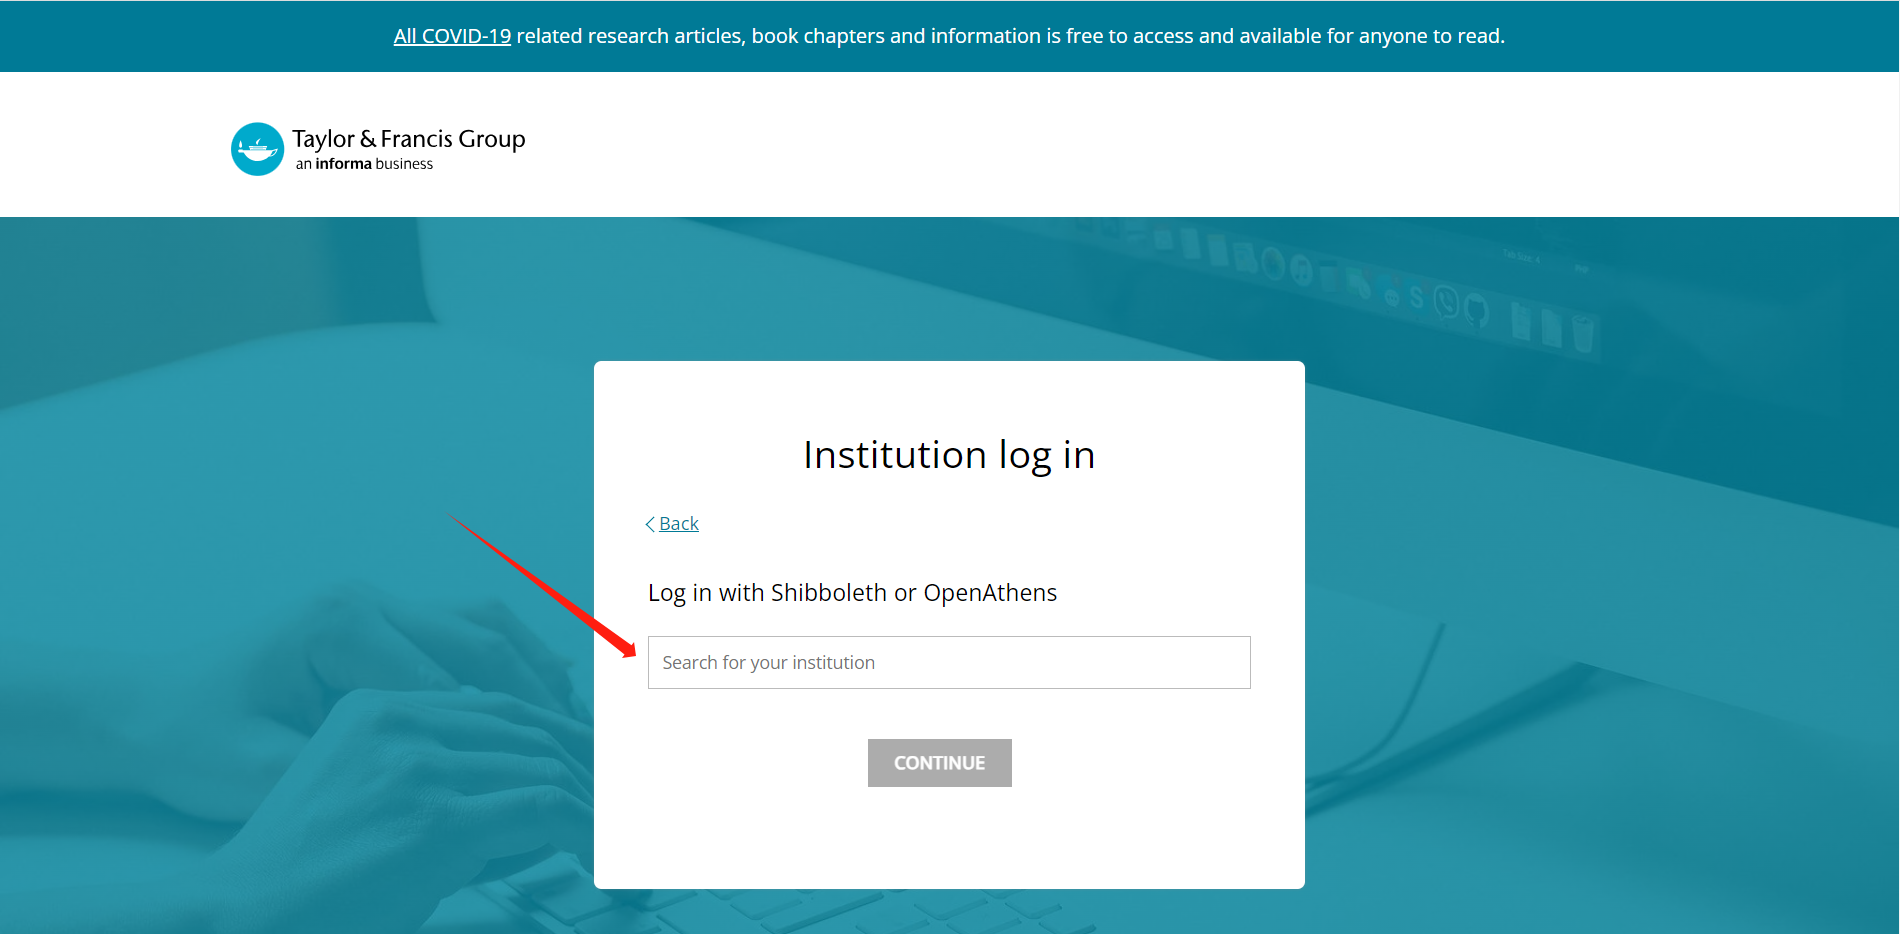 All COVID-19 related research articles, book chapters and information is free to access and available for anyone to read.
Taylor & Francis Group
an informa business
Institution log in
Back
Log in with Shibboleth or OpenAthens
Search for your institution
CONTINUE